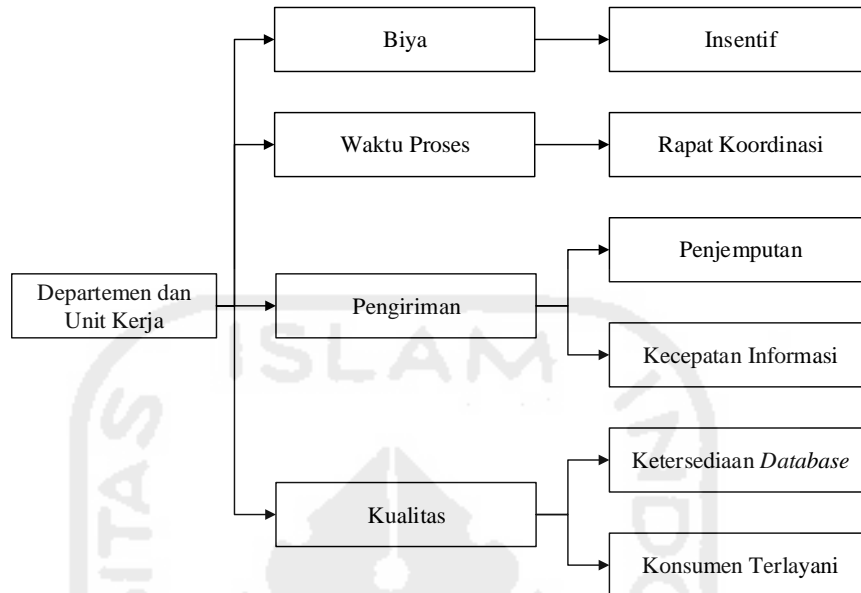 Biya
Insentif
Waktu Proses
Rapat Koordinasi
Penjemputan
Departemen dan
Unit Kerja
Pengiriman
Kecepatan Informasi
Ketersediaan Database
Kualitas
Konsumen Terlayani
ISLAM